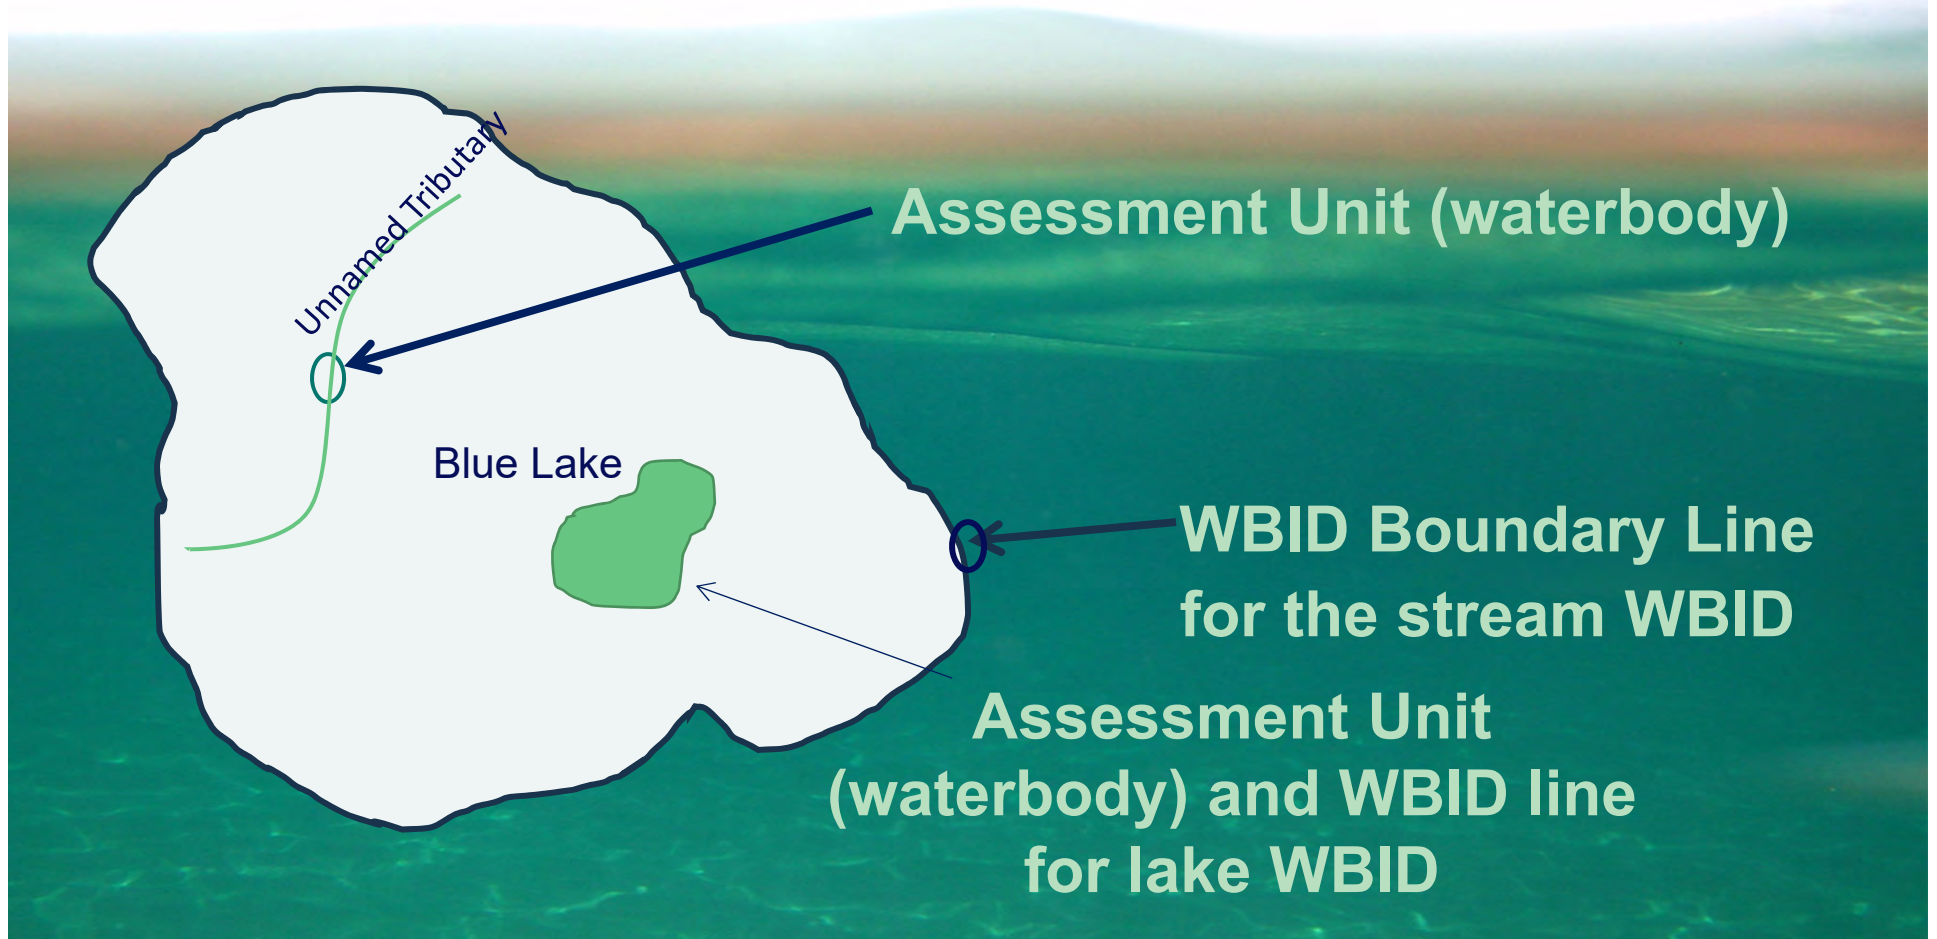 Unnamed Tributary
Assessment Unit (waterbody)
Blue Lake
WBID Boundary Line
for the stream WBID
Assessment Unit
(waterbody) and WBID line
for lake WBID